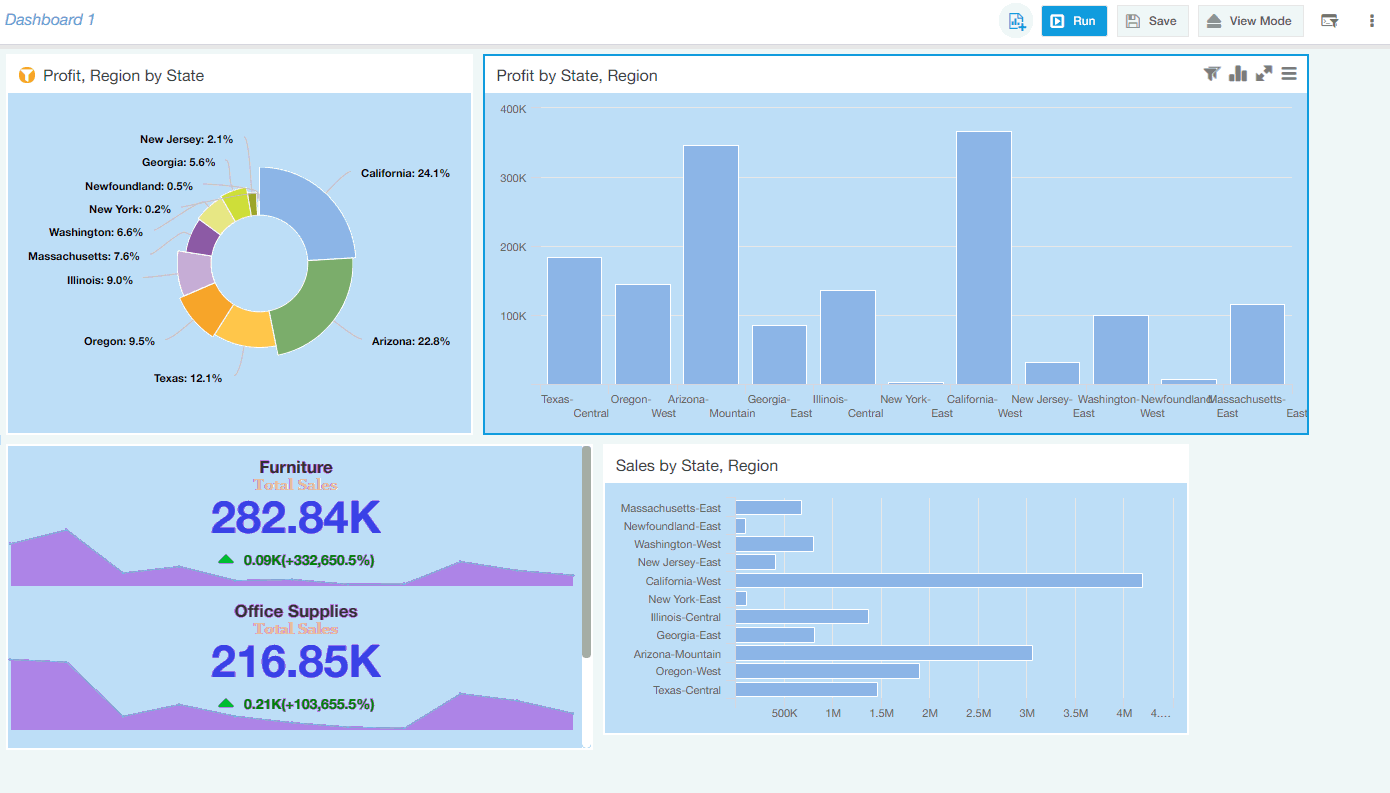 Dashboard 1
Run
Save
View Mode
Profit, Region by State
New Jersey: 2.1%
Georgia: 5.6%
California: 24.1%
Newfoundland: 0.5%
New York: 0.2%
Washington: 6.6%
Massachusetts: 7.6%
Illinois: 9.0%
Oregon: 9.5%
Arizona: 22.8%
Texas: 12.1%
Profit by State, Region
400K
300K
200K
100K
Texas-
Central
Oregon-
West
Arizona-
Mountain
Georgia-
East
Illinois-
Central
New York-
East
California-
West
New Jersey-
East
Washington-
West
Newfoundland-
East
Massachusetts-
East
Furniture
Total Sales
282.84K
0.09K(+332,650.5%)
Office Supplies
Total Sales
216.85K
0.21K(+103,655.5%)
Sales by State, Region
Massachusetts-East
Newfoundland-East
Washington-West
New Jersey-East
California-West
New York-East
Illinois-Central
Georgia-East
Arizona-Mountain
Oregon-West
Texas-Central
500K
1M
1.5M
2M
2.5M
3M
3.5M
4M
4....